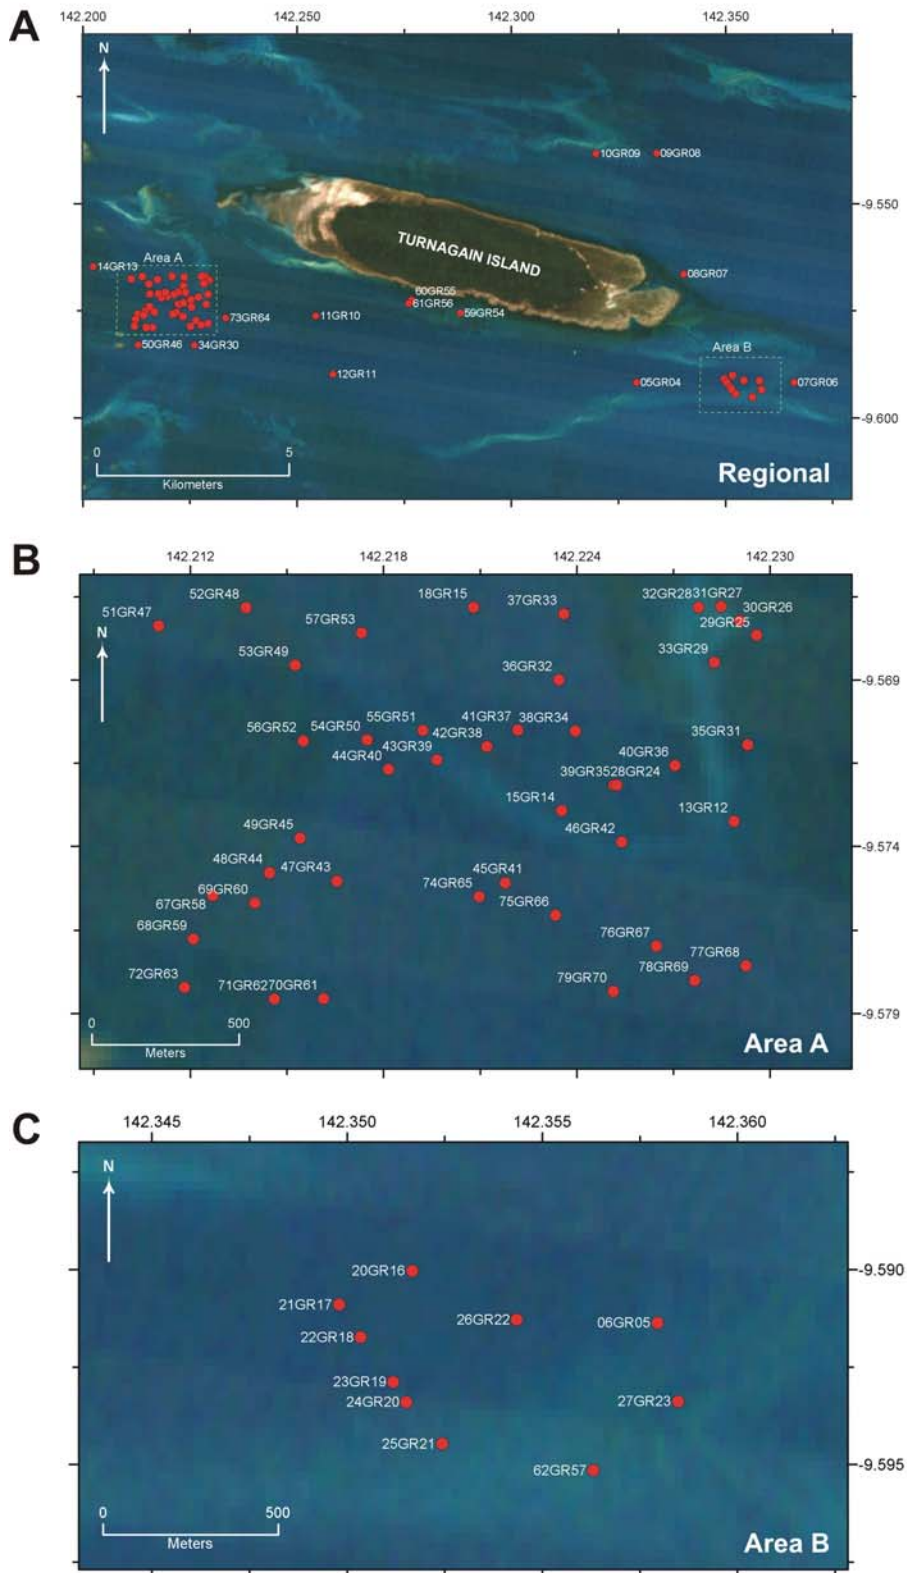 A
142.200 142.250 142.300 142.350
N
10GR09 09GR08
-9.550
TURNAGAIN ISLAND
Area A
14GR13
08GR07
60GR55
61GR56
59GR54
73GR64 11GR10
50GR46 34GR30
Area B
12GR11
05GR04 07GR06
-9.600
0 5
Kilometers
Regional
B
142.212 142.218 142.224 142.230
52GR48 18GR15 37GR33 32GR2831GR27 30GR26
51GR47 57GR53 29GR25
N
53GR49 33GR29
36GR32 -9.569
56GR52 54GR50 55GR51 41GR37 38GR34 35GR31
43GR39 42GR38
44GR40 40GR36
39GR3528GR24
15GR14 13GR12
46GR42
49GR45 -9.574
48GR44 47GR43 45GR41
69GR60 74GR65
67GR58 75GR66
68GR59 76GR67
77GR68
72GR63 71GR6270GR61 79GR70 78GR69
-9.579
0 500
Meters
Area A
C
142.345 142.350 142.355 142.360
N
20GR16 -9.590
21GR17
26GR22 06GR05
22GR18
23GR19
24GR20 27GR23
25GR21
62GR57 -9.595
0 500
Meters
Area B